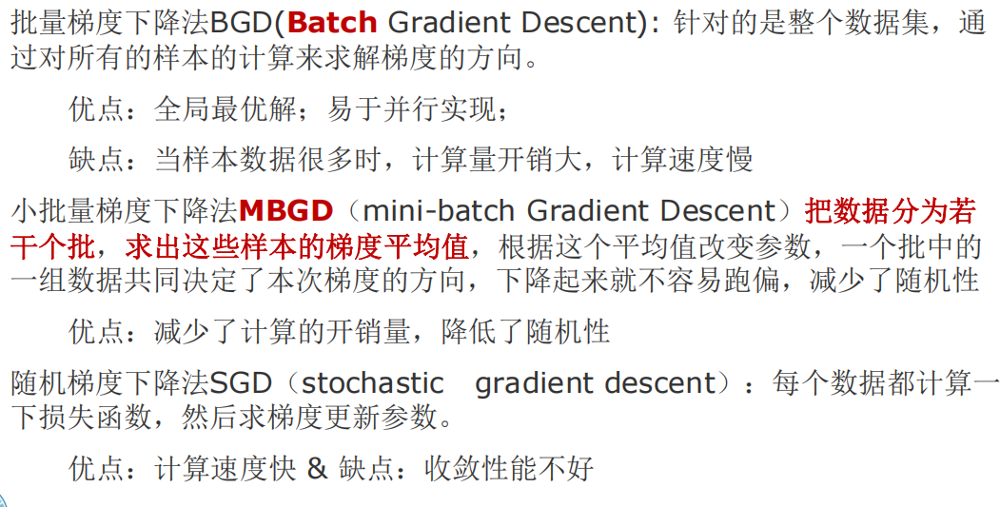 批量梯度下降法BGD(Batch Gradient Descent): 针对的是整个数据集，通
过对所有的样本的计算来求解梯度的方向。
优点：全局最优解；易于并行实现；
缺点：当样本数据很多时，计算量开销大，计算速度慢
小批量梯度下降法MBGD（mini-batch Gradient Descent）把数据分为若
干个批，求出这些样本的梯度平均值，根据这个平均值改变参数，一个批中的
一组数据共同决定了本次梯度的方向，下降起来就不容易跑偏，减少了随机性
优点：减少了计算的开销量，降低了随机性
随机梯度下降法SGD（stochastic gradient descent）：每个数据都计算一
下损失函数，然后求梯度更新参数。
优点：计算速度快 & 缺点：收敛性能不好